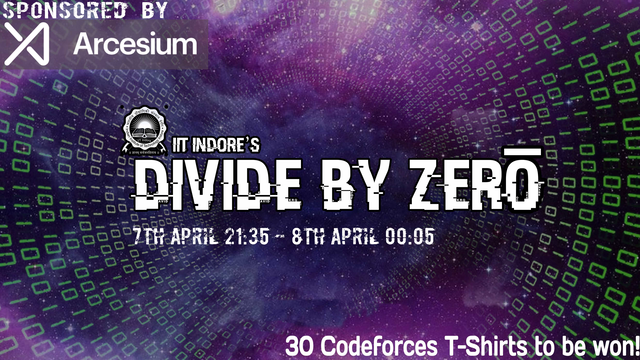 SPONSORED BY
Arcesium
IIT INDORE'S
DIVIDE BY ZERŌ
7TH APRIL 21:35 - 8TH APRIL 00:05
30 Codeforces T-Shirts to be won!